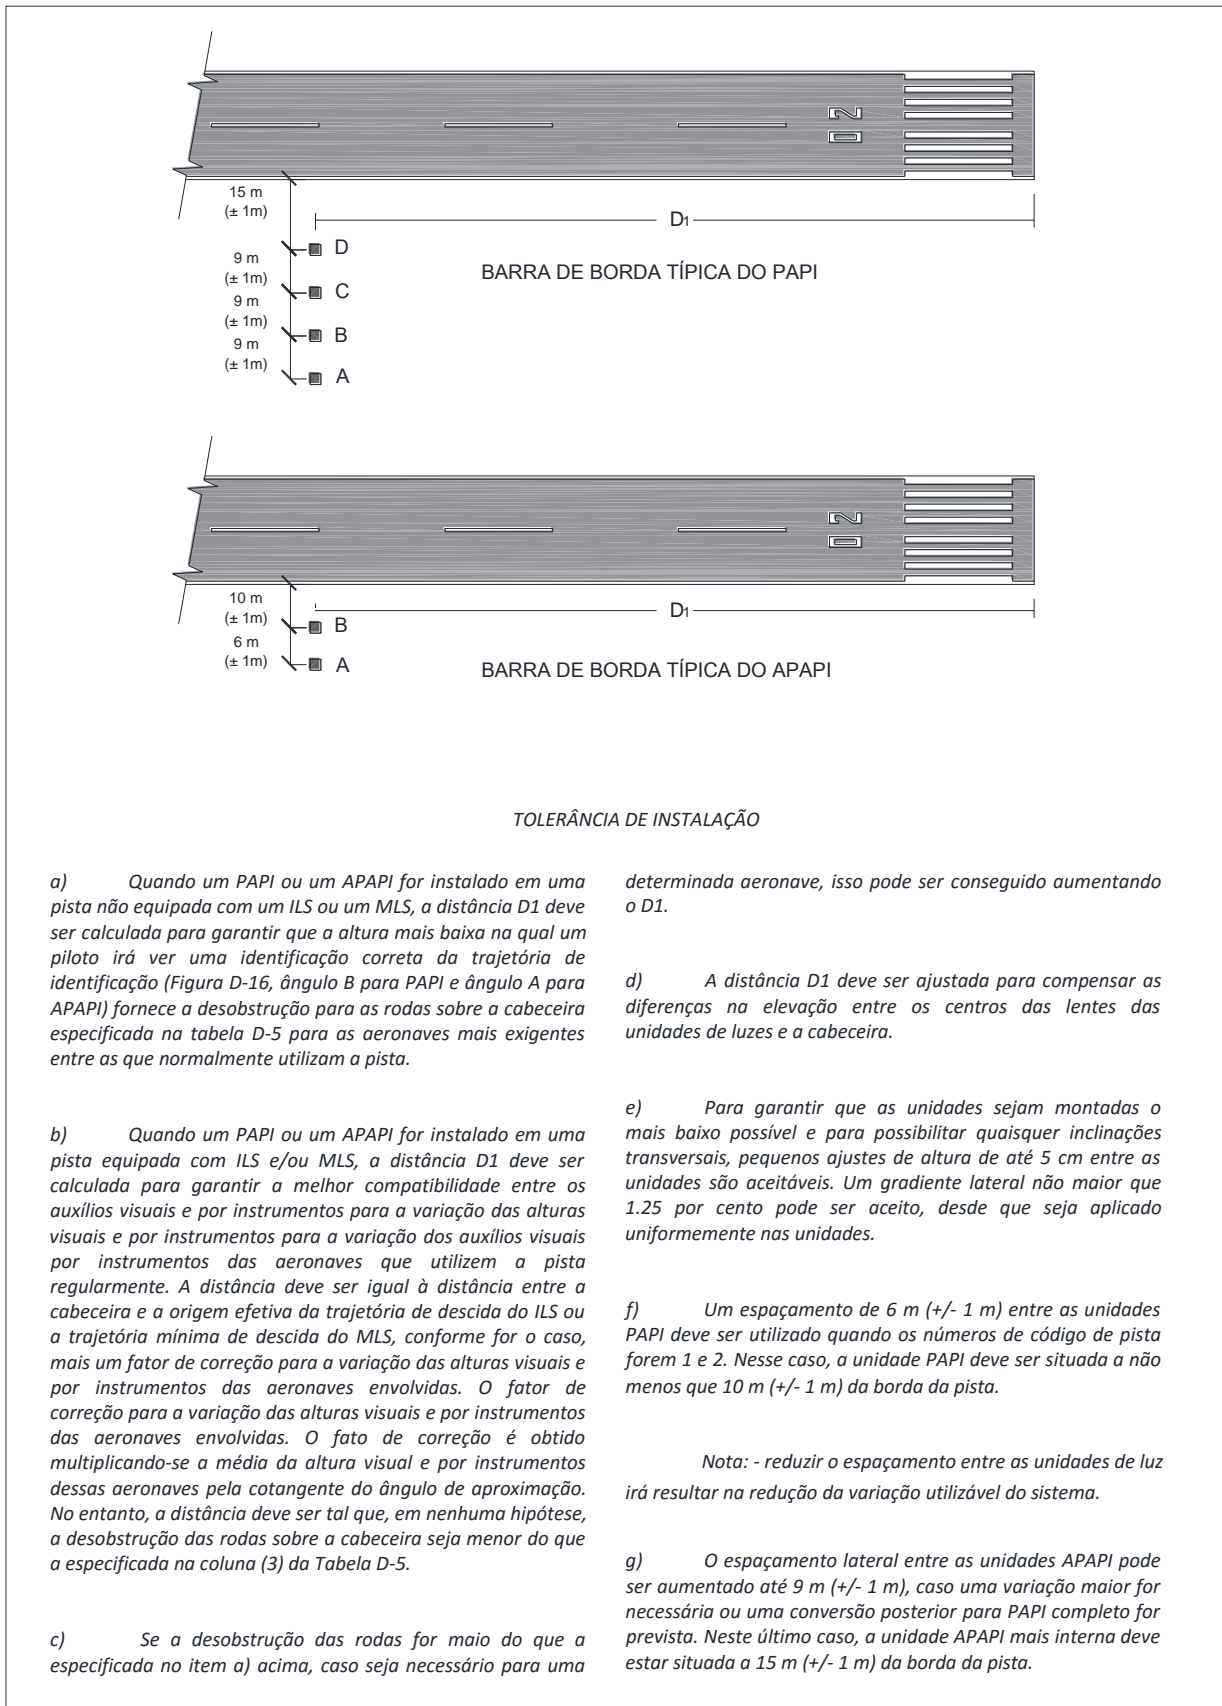 02
15 m
(± 1m)
D1
D
BARRA DE BORDA TÍPICA DO PAPI
9 m
(± 1m)
C
9 m
(± 1m)
B
9 m
(± 1m)
A
02
10 m
(± 1m)
D1
B
6 m
(± 1m)
A
BARRA DE BORDA TÍPICA DO APAPI
TOLERÂNCIA DE INSTALAÇÃO
a) Quando um PAPI ou um APAPI for instalado em uma
pista não equipada com um ILS ou um MLS, a distância D1 deve
ser calculada para garantir que a altura mais baixa na qual um
piloto irá ver uma identificação correta da trajetória de
identificação (Figura D-16, ângulo B para PAPI e ângulo A para
APAPI) fornece a desobstrução para as rodas sobre a cabeceira
especificada na tabela D-5 para as aeronaves mais exigentes
entre as que normalmente utilizam a pista.
b) Quando um PAPI ou um APAPI for instalado em uma
pista equipada com ILS e/ou MLS, a distância D1 deve ser
calculada para garantir a melhor compatibilidade entre os
auxílios visuais e por instrumentos para a variação das alturas
visuais e por instrumentos para a variação dos auxílios visuais
por instrumentos das aeronaves que utilizem a pista
regularmente. A distância deve ser igual à distância entre a
cabeceira e a origem efetiva da trajetória de descida do ILS ou
a trajetória mínima de descida do MLS, conforme for o caso,
mais um fator de correção para a variação das alturas visuais e
por instrumentos das aeronaves envolvidas. O fator de
correção para a variação das alturas visuais e por instrumentos
das aeronaves envolvidas. O fato de correção é obtido
multiplicando-se a média da altura visual e por instrumentos
dessas aeronaves pela cotangente do ângulo de aproximação.
No entanto, a distância deve ser tal que, em nenhuma hipótese,
a desobstrução das rodas sobre a cabeceira seja menor do que
a especificada na coluna (3) da Tabela D-5.
c) Se a desobstrução das rodas for maio do que a
especificada no item a) acima, caso seja necessário para uma
determinada aeronave, isso pode ser conseguido aumentando
o D1.
d) A distância D1 deve ser ajustada para compensar as
diferenças na elevação entre os centros das lentes das
unidades de luzes e a cabeceira.
e) Para garantir que as unidades sejam montadas o
mais baixo possível e para possibilitar quaisquer inclinações
transversais, pequenos ajustes de altura de até 5 cm entre as
unidades são aceitáveis. Um gradiente lateral não maior que
1.25 por cento pode ser aceito, desde que seja aplicado
uniformemente nas unidades.
f) Um espaçamento de 6 m (+/- 1 m) entre as unidades
PAPI deve ser utilizado quando os números de código de pista
forem 1 e 2. Nesse caso, a unidade PAPI deve ser situada a não
menos que 10 m (+/- 1 m) da borda da pista.
Nota: - reduzir o espaçamento entre as unidades de luz
irá resultar na redução da variação utilizável do sistema.
g) O espaçamento lateral entre as unidades APAPI pode
ser aumentado até 9 m (+/- 1 m), caso uma variação maior for
necessária ou uma conversão posterior para PAPI completo for
prevista. Neste último caso, a unidade APAPI mais interna deve
estar situada a 15 m (+/- 1 m) da borda da pista.